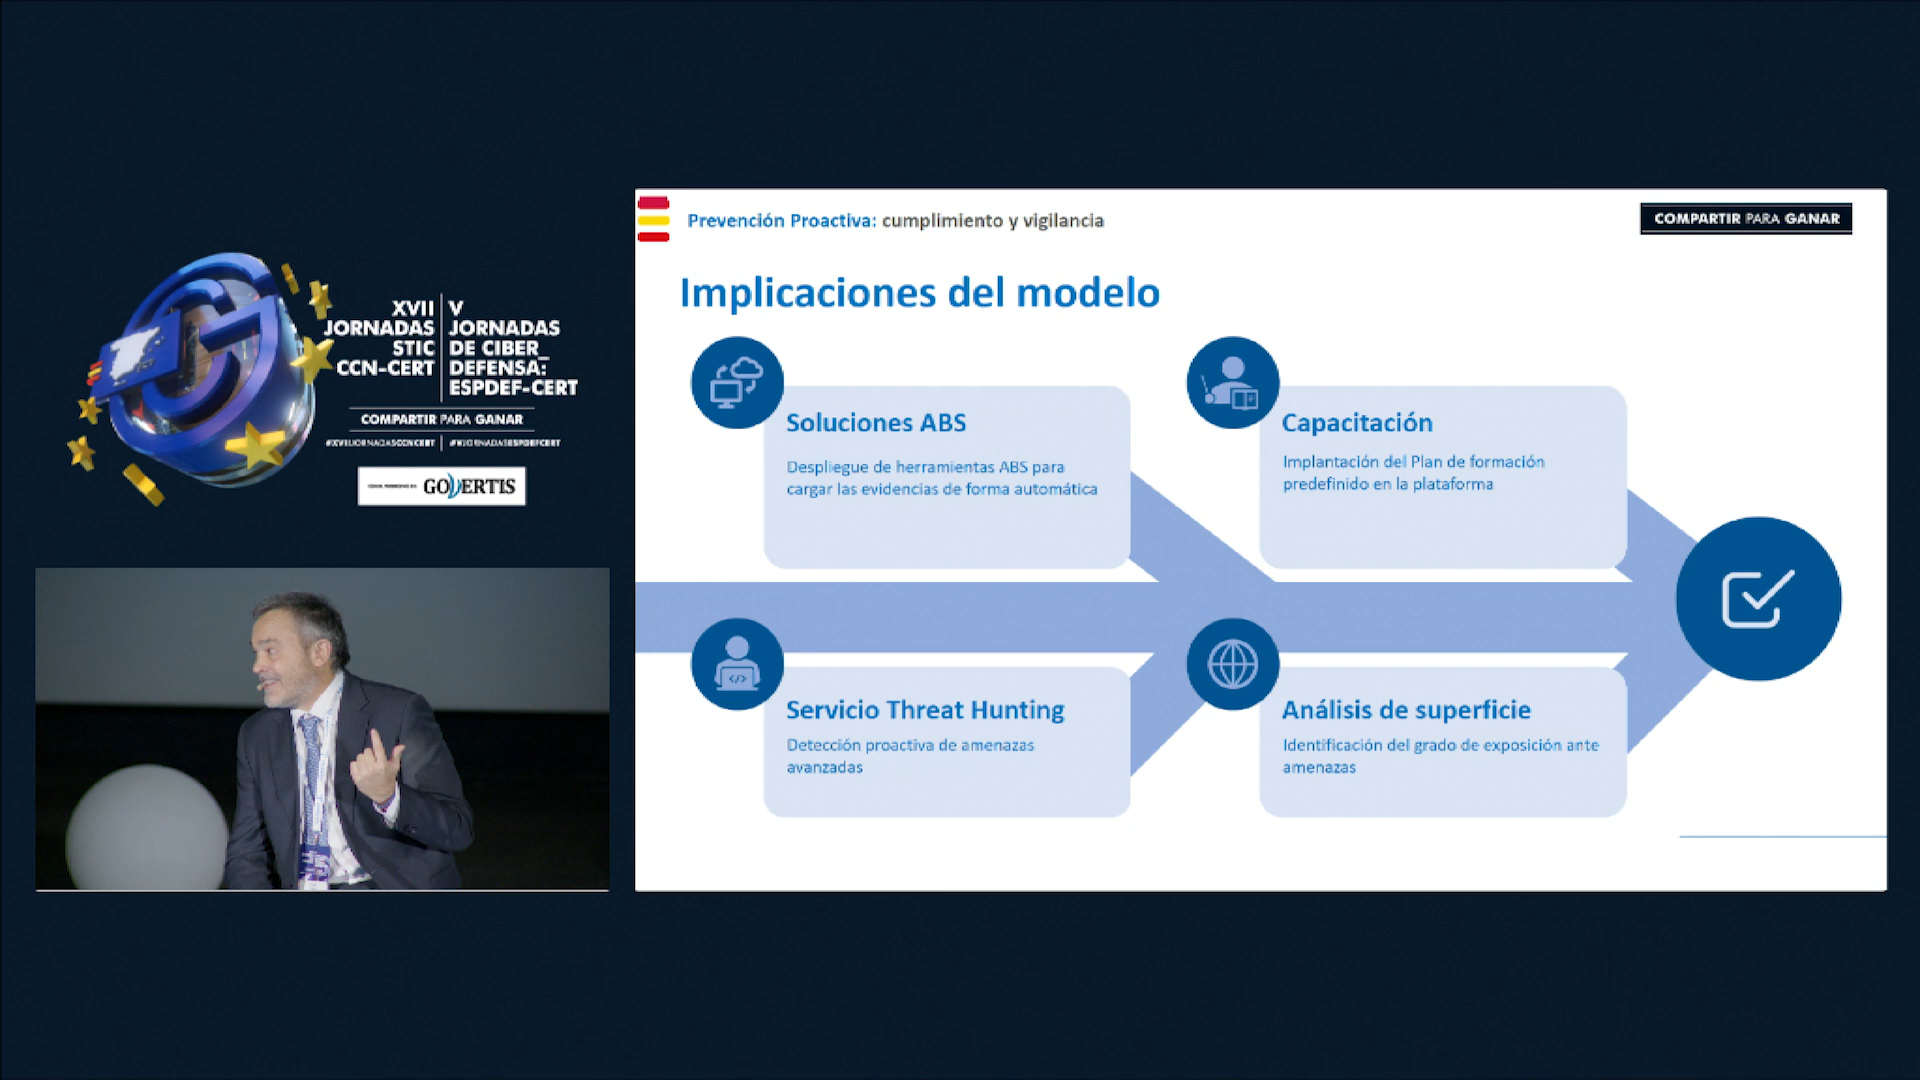 XVII
JORNADAS
STIC
CCN-CERT
V
JORNADAS
DE CIBER_
DEFENSA:
ESPDEF-CERT
COMPARTIR PARA GANAR
#XVIIJORNADASCCNCERT
#VJORNADASESPDEFCERT
GOVERTIS
Prevención Proactiva: cumplimiento y vigilancia
COMPARTIR PARA GANAR
Implicaciones del modelo
Soluciones ABS
Despliegue de herramientas ABS para
cargar las evidencias de forma automática
Capacitación
Implantación del Plan de formación
predefinido en la plataforma
Servicio Threat Hunting
Detección proactiva de amenazas
avanzadas
Análisis de superficie
Identificación del grado de exposición ante
amenazas